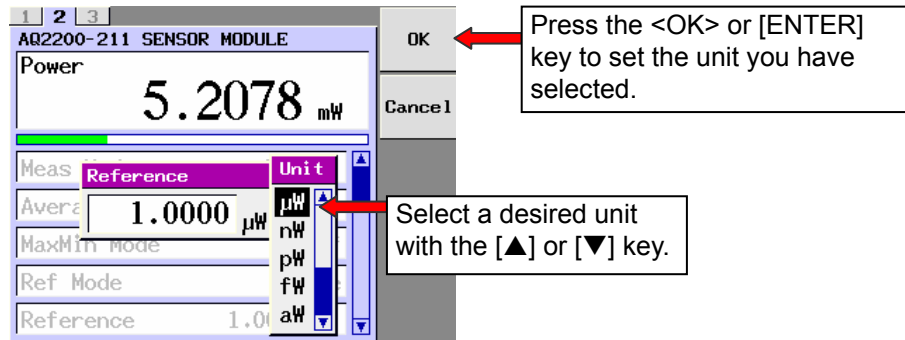 1 2 3
AQ2200-211 SENSOR MODULE
Power
5.2078 mW
OK
Cancel
Press the <OK> or [ENTER]
key to set the unit you have
selected.
Meas
Reference
1.0000 µW
Unit
µW
nW
pW
fW
aW
MaxMin Mode
Ref Mode
Reference
Select a desired unit
with the [▲] or [▼] key.